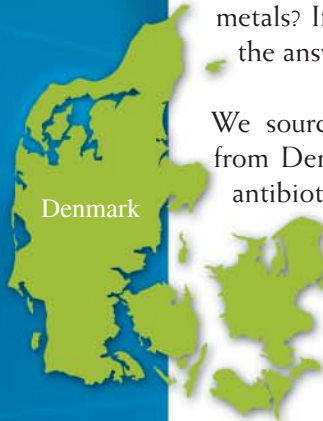 metals? If
the answ
We sourc
from Den
antibiot
Denmark